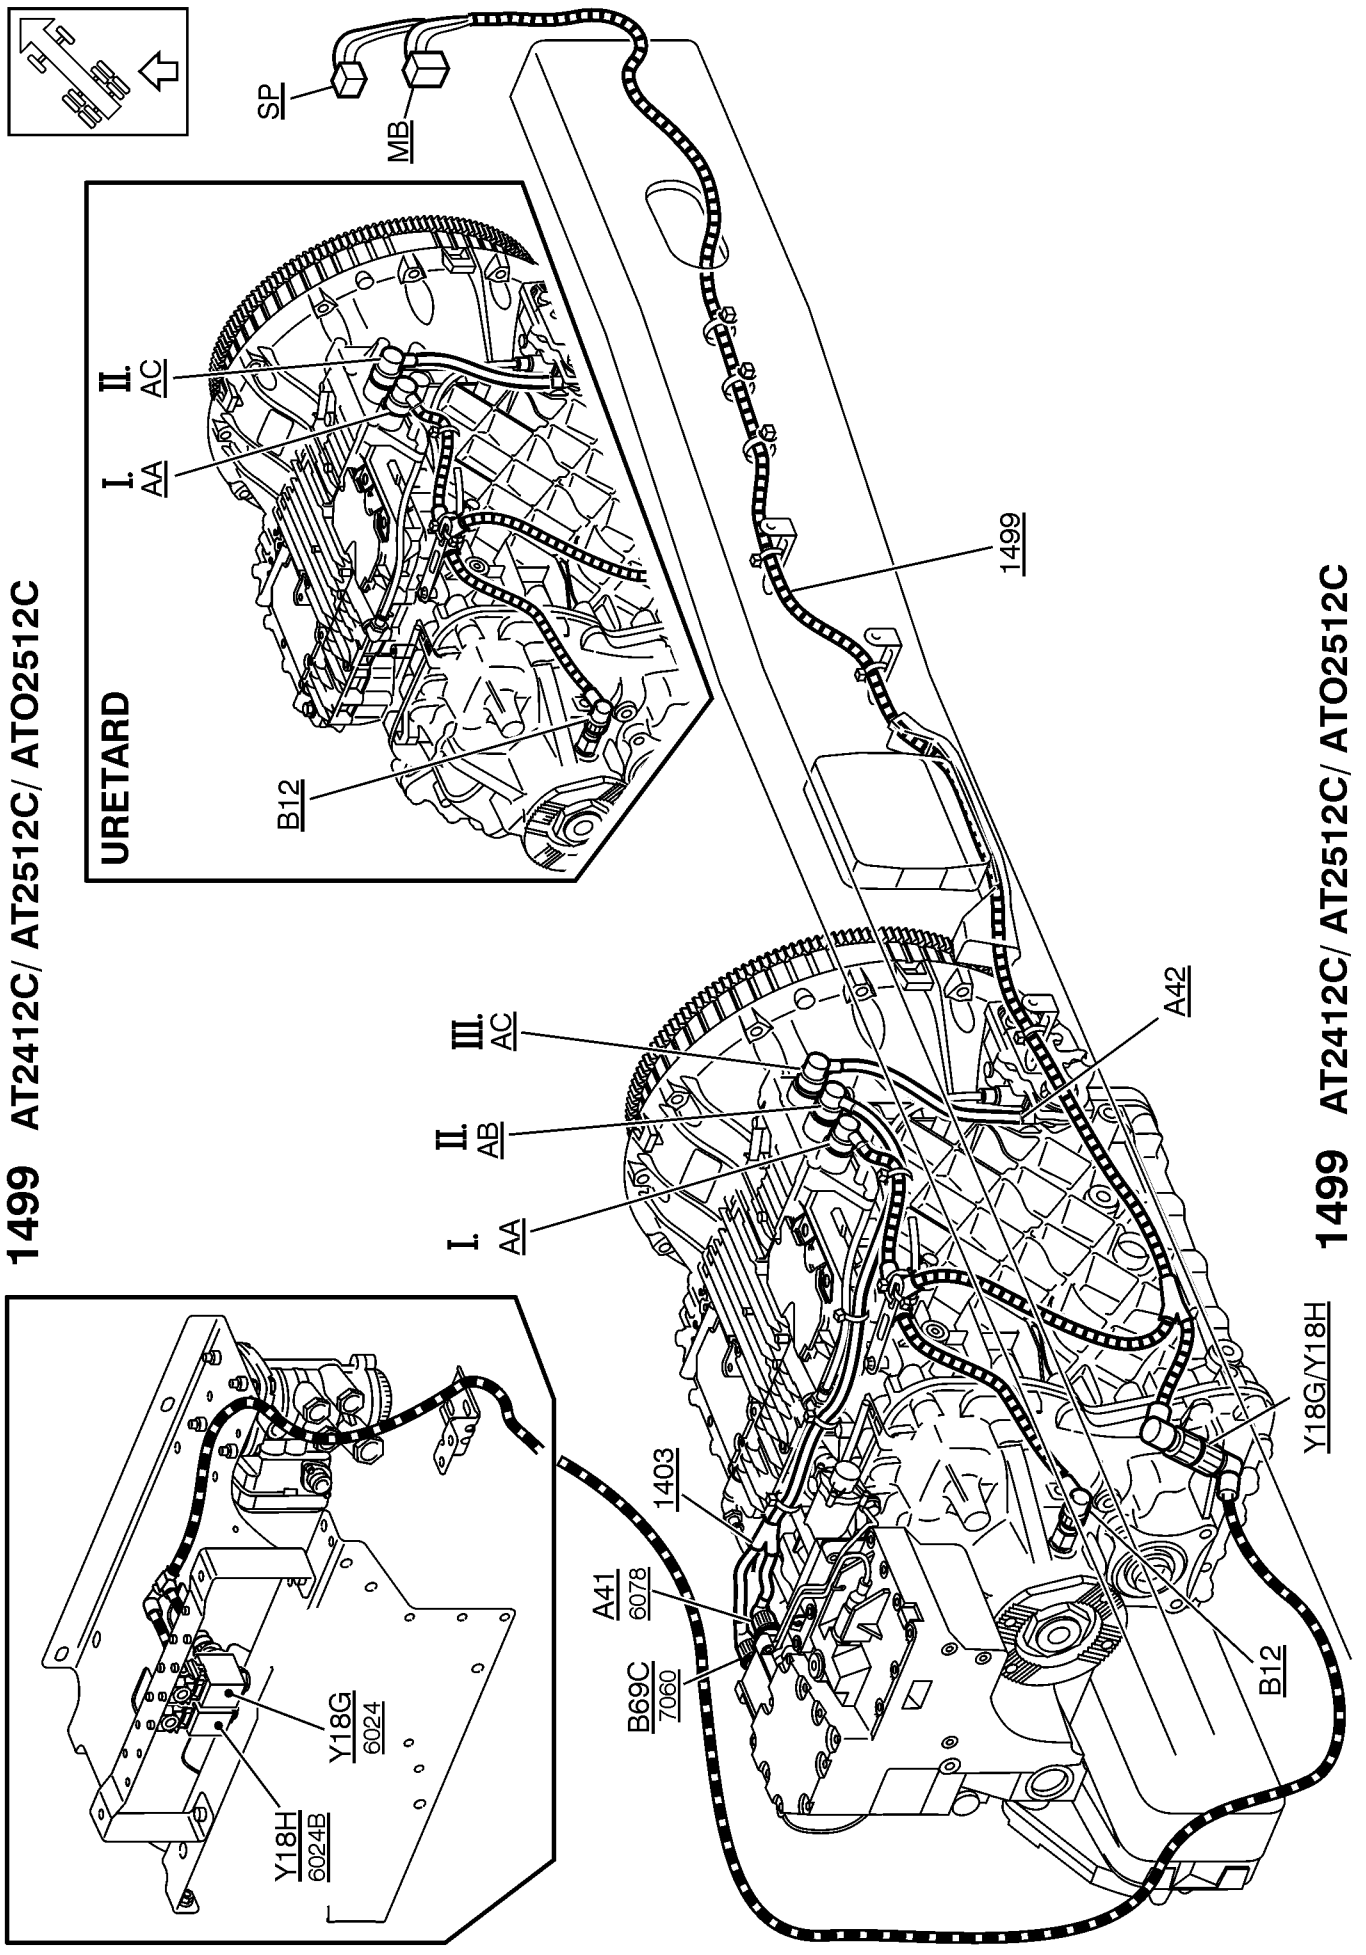 1499 AT2412C/ AT2512C/ ATO2512C
Y18H
6024B
Y18G
6024
URETARD
B12
I.
AA
II.
AC
SP
MB
B69C
7060
A41
6078
1403
I.
AA
II.
AB
III.
AC
1499
A42
B12
Y18G/Y18H
1499 AT2412C/ AT2512C/ ATO2512C